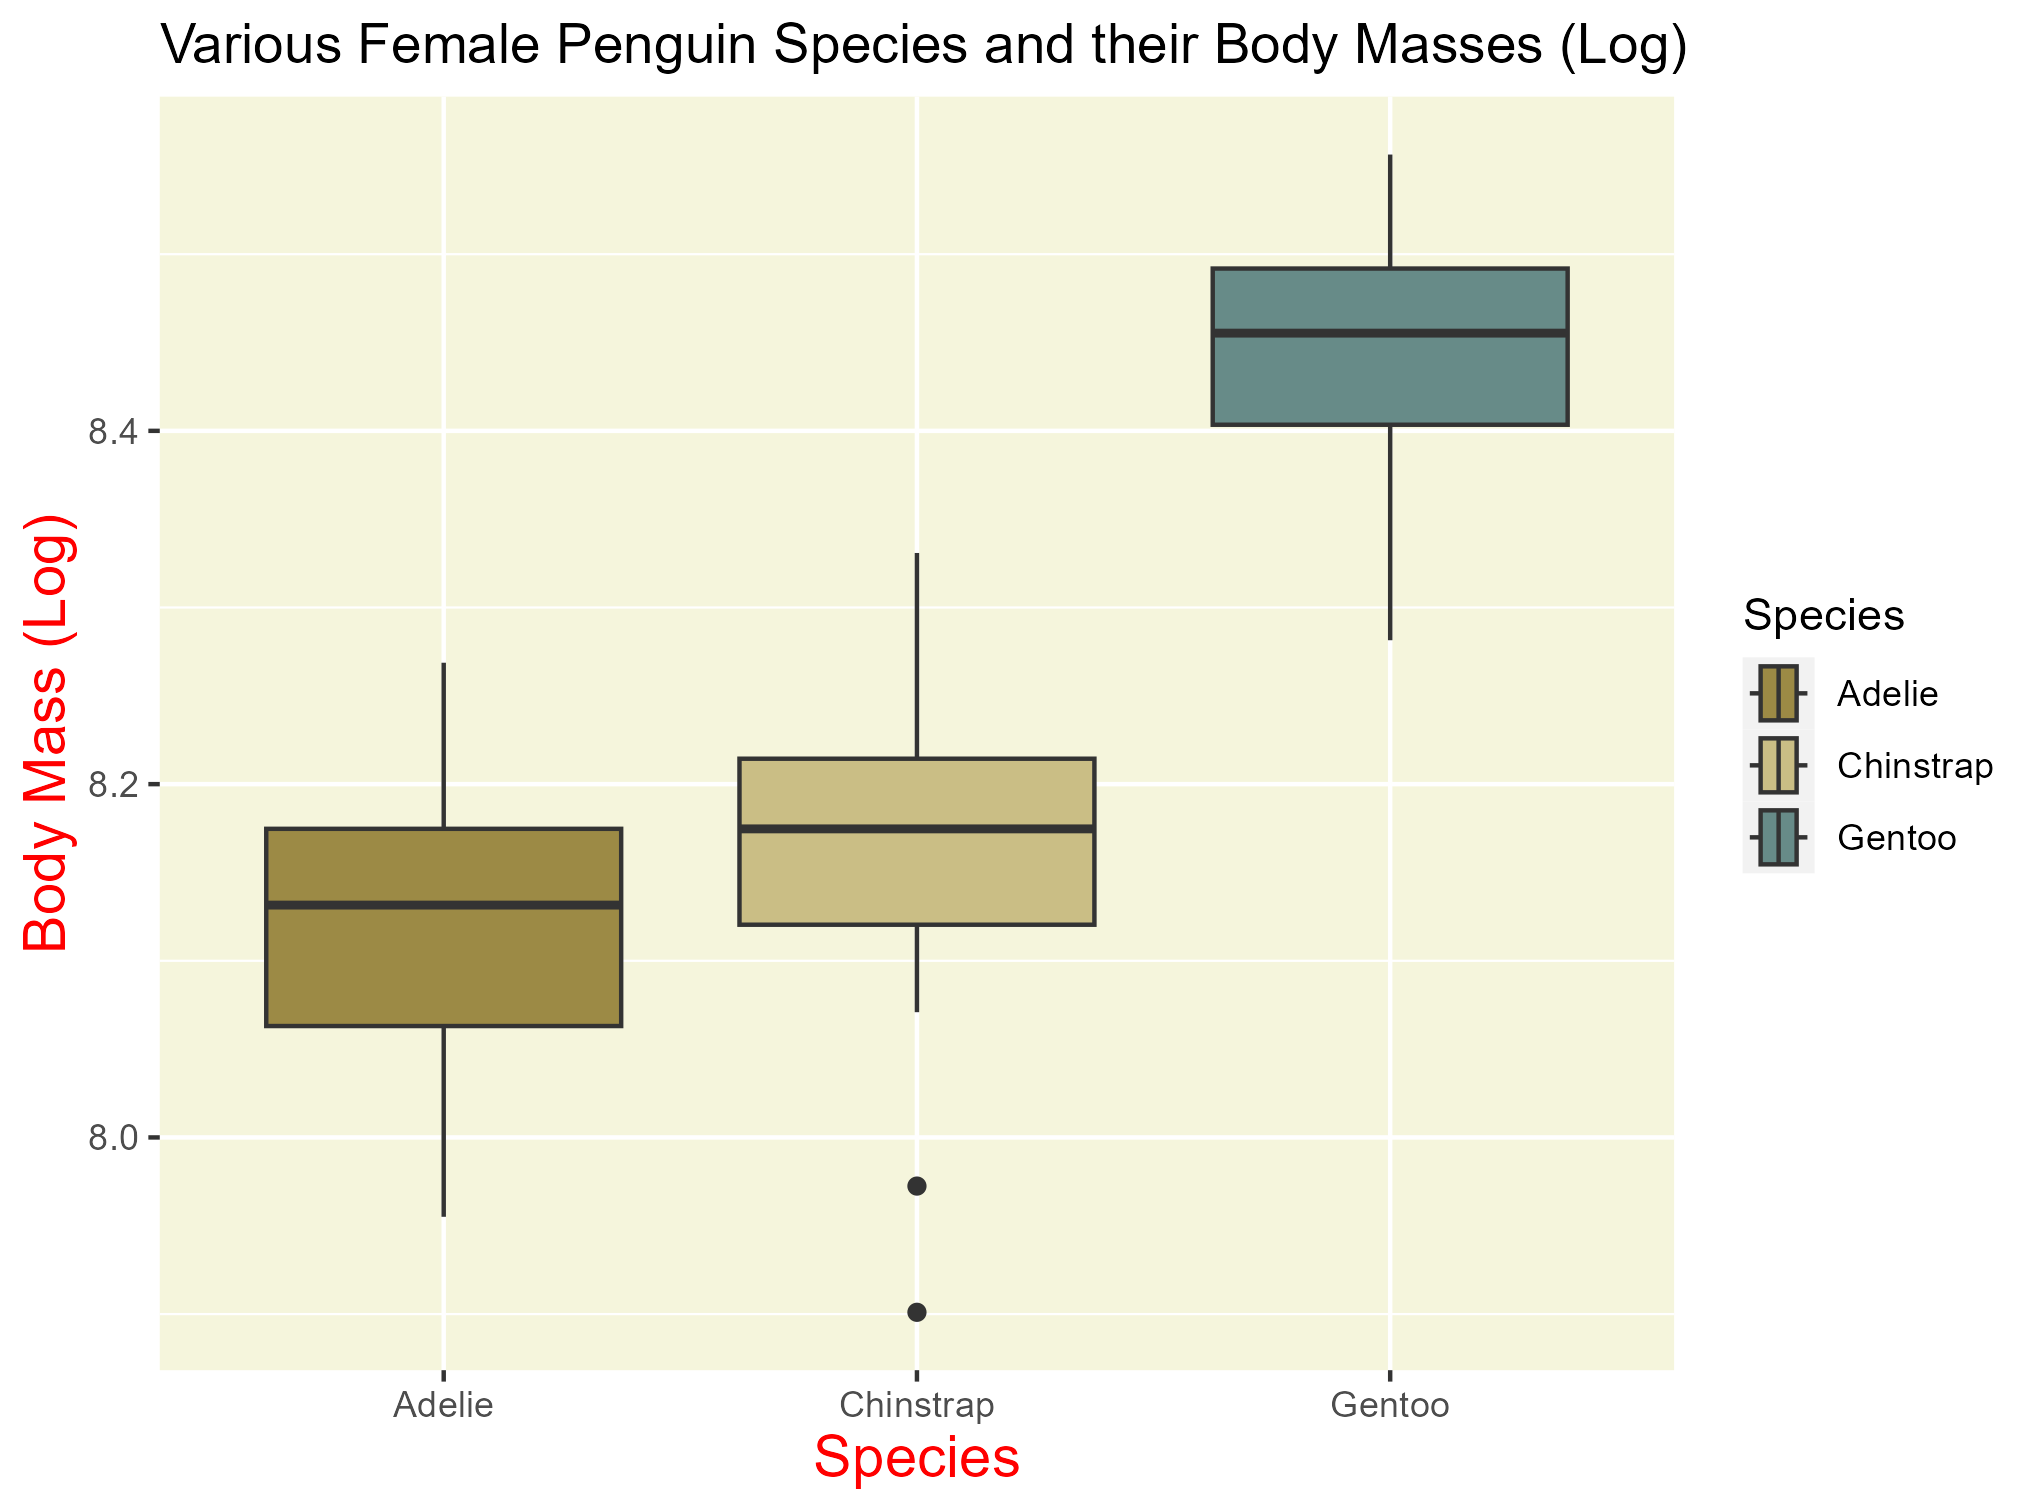 Various Female Penguin Species and their Body Masses (Log)
Body Mass (Log)
8.4
8.2
8.0
Adelie
Chinstrap
Gentoo
Species
Species
Adelie
Chinstrap
Gentoo